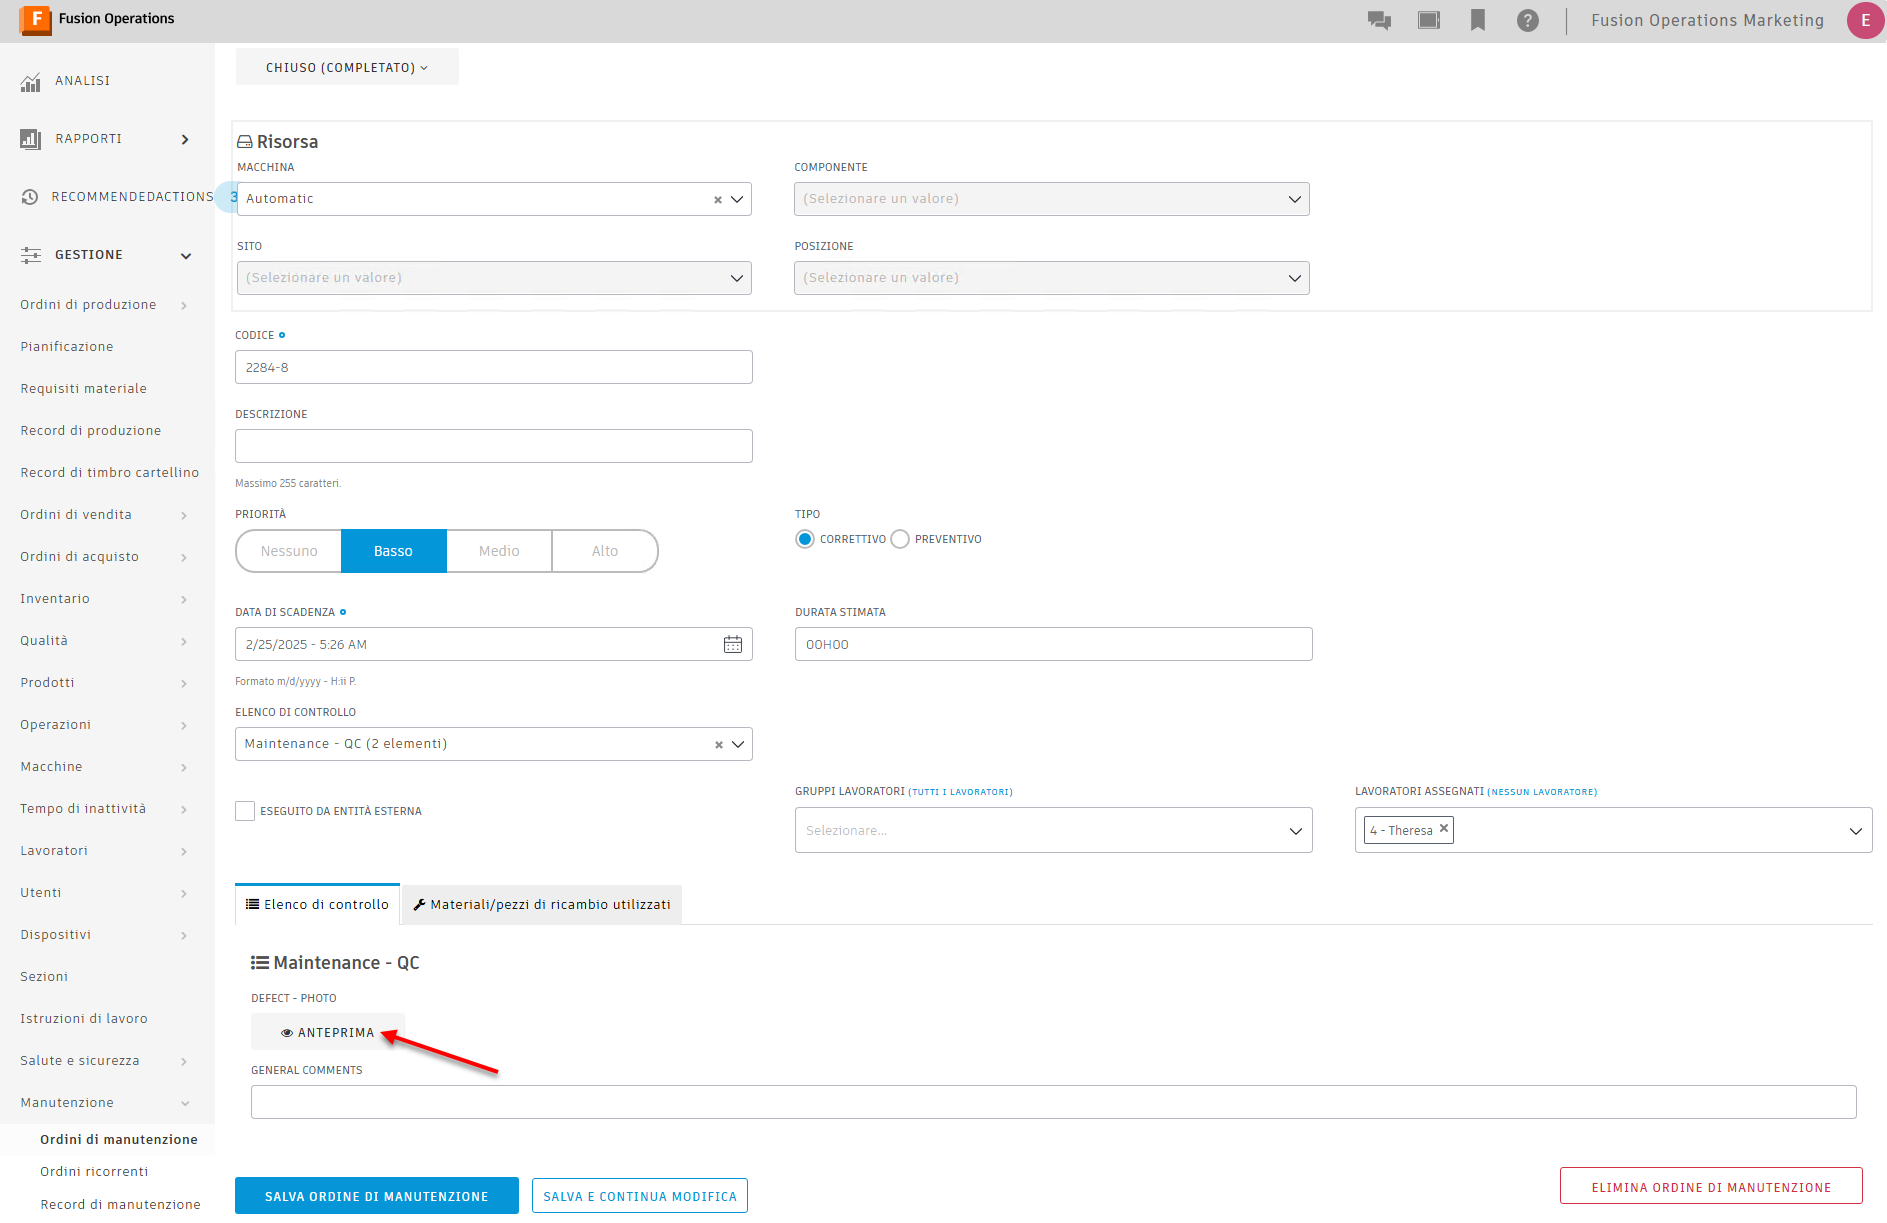 F Fusion Operations
? Fusion Operations Marketing E
ANALISI
RAPPORTI
RECOMMENDEDACTIONS 3
GESTIONE
Ordini di produzione
Pianificazione
Requisiti materiale
Record di produzione
Record di timbro cartellino
Ordini di vendita
Ordini di acquisto
Inventario
Qualità
Prodotti
Operazioni
Macchine
Tempo di inattività
Lavoratori
Utenti
Dispositivi
Sezioni
Istruzioni di lavoro
Salute e sicurezza
Manutenzione
Ordini di manutenzione
Ordini ricorrenti
Record di manutenzione
CHIUSO (COMPLETATO)
Risorsa
MACCHINA COMPONENTE
Automatic (Selezionare un valore)
SITO POSIZIONE
(Selezionare un valore) (Selezionare un valore)
CODICE
2284-8
DESCRIZIONE
Massimo 255 caratteri.
PRIORITÀ TIPO
Nessuno Basso Medio Alto CORRETTIVO PREVENTIVO
DATA DI SCADENZA DURATA STIMATA
2/25/2025 - 5:26 AM 00H00
Formato m/d/yyyy - H:ii P.
ELENCO DI CONTROLLO
Maintenance - QC (2 elementi)
GRUPPI LAVORATORI (TUTTI I LAVORATORI) LAVORATORI ASSEGNATI (NESSUN LAVORATORE)
ESEGUITO DA ENTITÀ ESTERNA
Selezionare... 4 - Theresa
Elenco di controllo Materiali/pezzi di ricambio utilizzati
Maintenance - QC
DEFECT - PHOTO
ANTEPRIMA
GENERAL COMMENTS
SALVA ORDINE DI MANUTENZIONE SALVA E CONTINUA MODIFICA ELIMINA ORDINE DI MANUTENZIONE